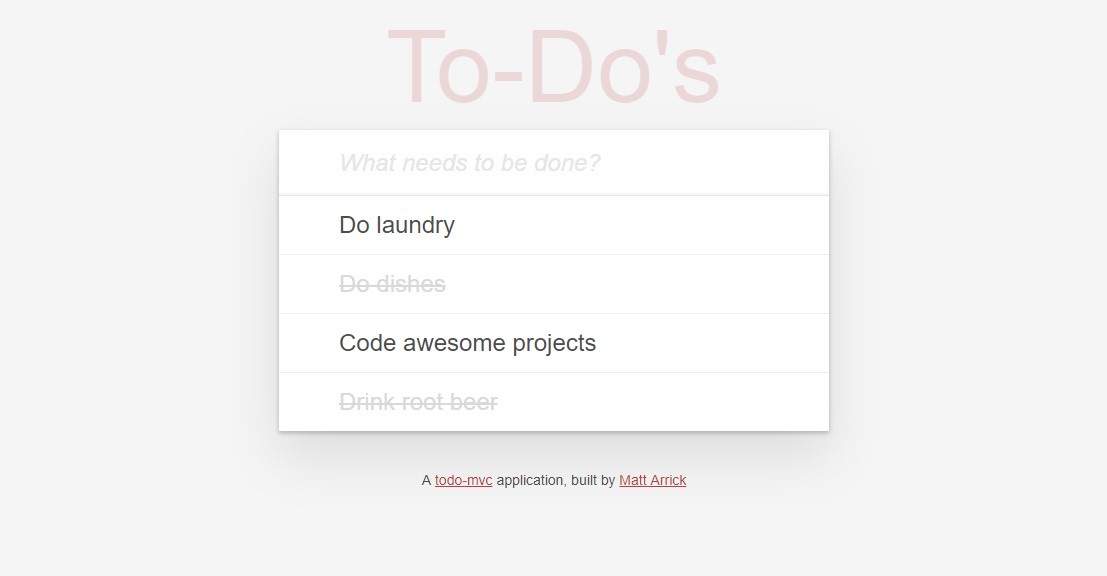 To-Do's
What needs to be done?
Do laundry
Do dishes
Code awesome projects
Drink root beer
A todo-mvc application, built by Matt Arrick